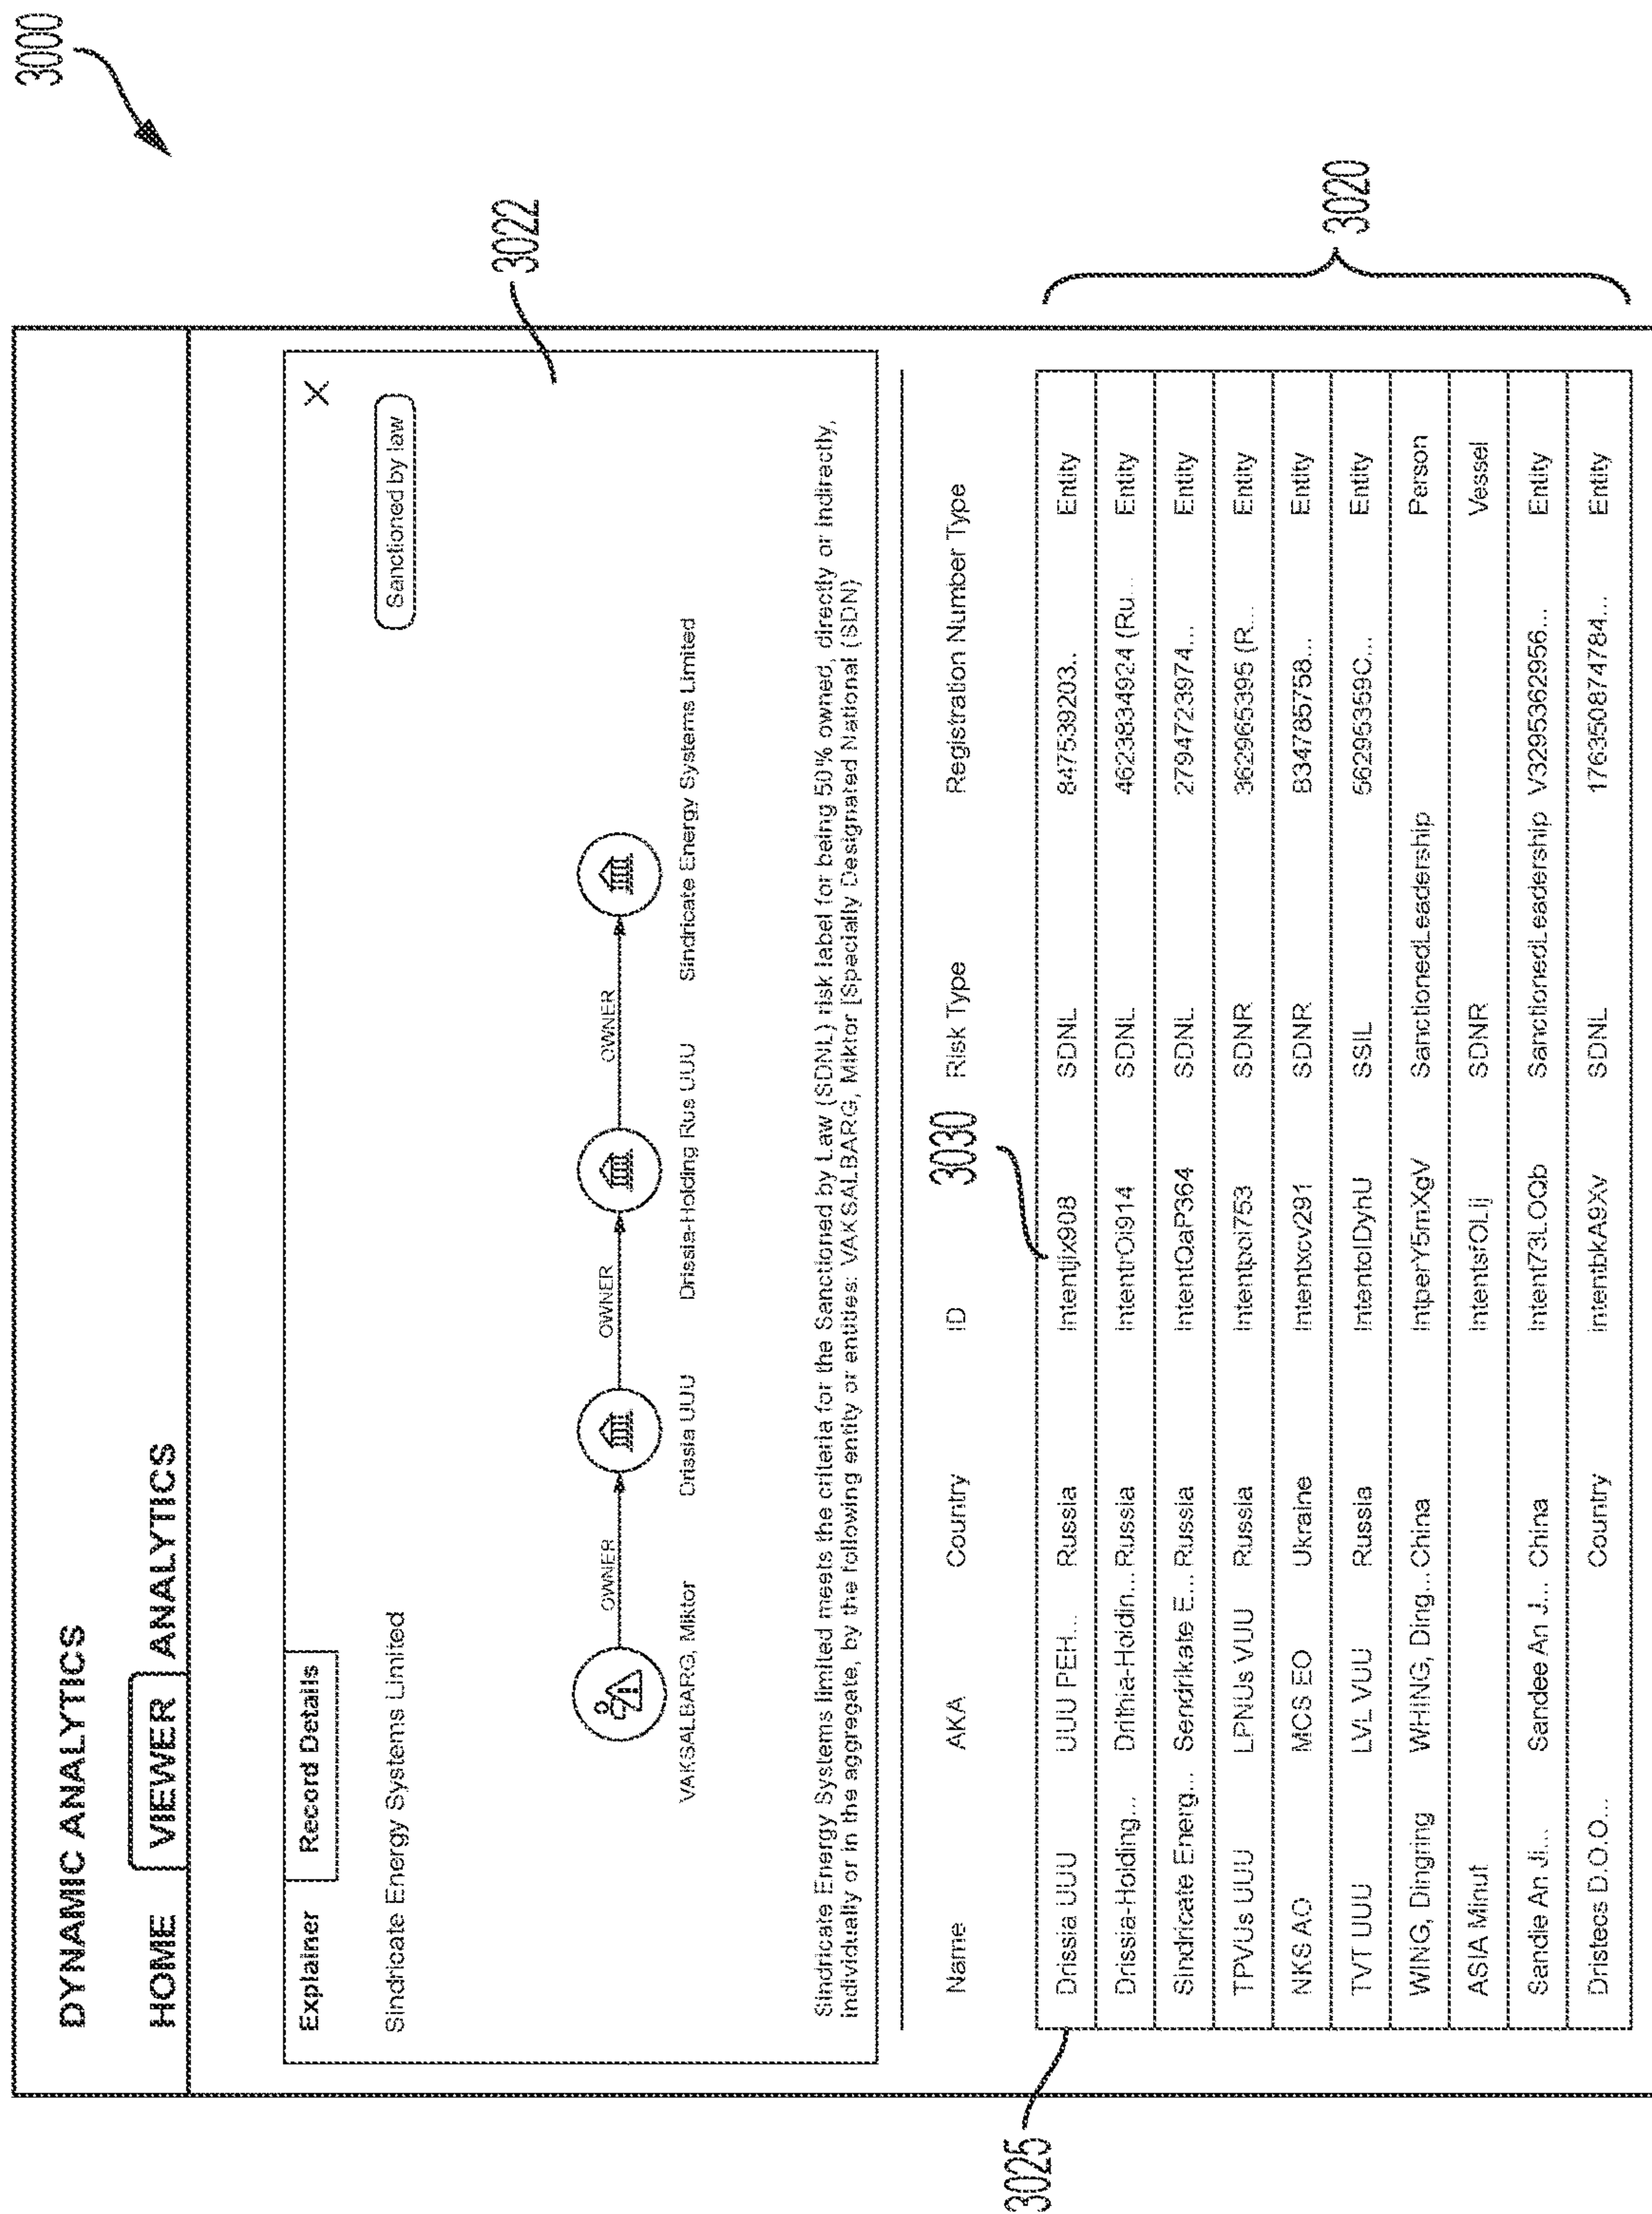 3000
DYNAMIC ANALYTICS
HOME VIEWER ANALYTICS
Explainer Record Details X
Sindricate Energy Systems Limited Sanctioned by law
3022
OWNER OWNER OWNER
VAKSALBARG, Miktor Drissia UUU Drissia-Holding Rus UUU Sindricate Energy Systems Limited
Sindricate Energy Systems limited meets the criteria for the Sanctioned by Law (SDNL) risk label for being 50% owned, directly or indirectly,
individually or in the aggregate, by the following entity or entities: VAKSALBARG, Miktor [Specially Designated National (SDN)
Name AKA Country ID 3030 Risk Type Registration Number Type
3025
3020
Drissia UUU UUU PEH... Russia Intentjix908 SDNL 847539203.. Entity
Drissia-Holding... Drithia-Holdin... Russia IntentrOi914 SDNL 4623834924 (Ru... Entity
Sindricate Energ... Sendrikate E... Russia IntentQaP364 SDNL 2794723974... Entity
TPVUs UUU LPNUs VUU Russia Intentpoi753 SDNR 362965395 (R... Entity
NKS AO MCS EO Ukraine Intentxcv291 SDNR B34785758... Entity
TVT UUU LVL VUU Russia IntentolDyhU SSIL 56295359C... Entity
WING, Dingring WHING, Ding... China IntperY5mXgV SanctionedLeadership Person
ASIA Minut IntentsfOLlj SDNR Vessel
Sandie An Ji... Sandee An J... China Intent73LOQb SanctionedLeadership V3295362956... Entity
Dristecs D.O.O... Country intentbkA9Xv SDNL 176350874784... Entity